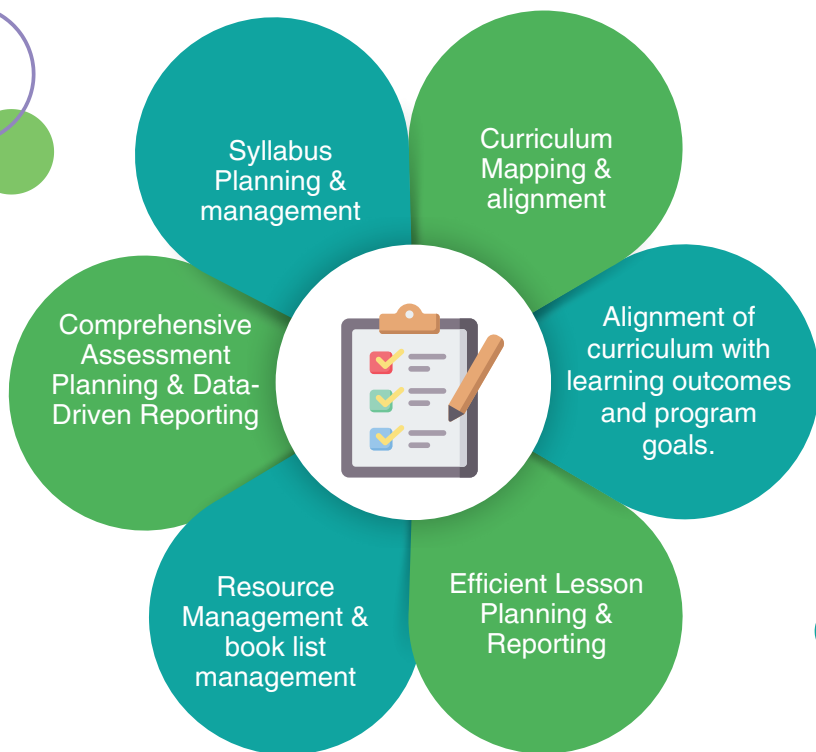 Syllabus
Planning &
management
Curriculum
Mapping &
alignment
Alignment of
curriculum with
learning outcomes
and program
goals.
Efficient Lesson
Planning &
Reporting
Resource
Management &
book list
management
Comprehensive
Assessment
Planning & Data-
Driven Reporting